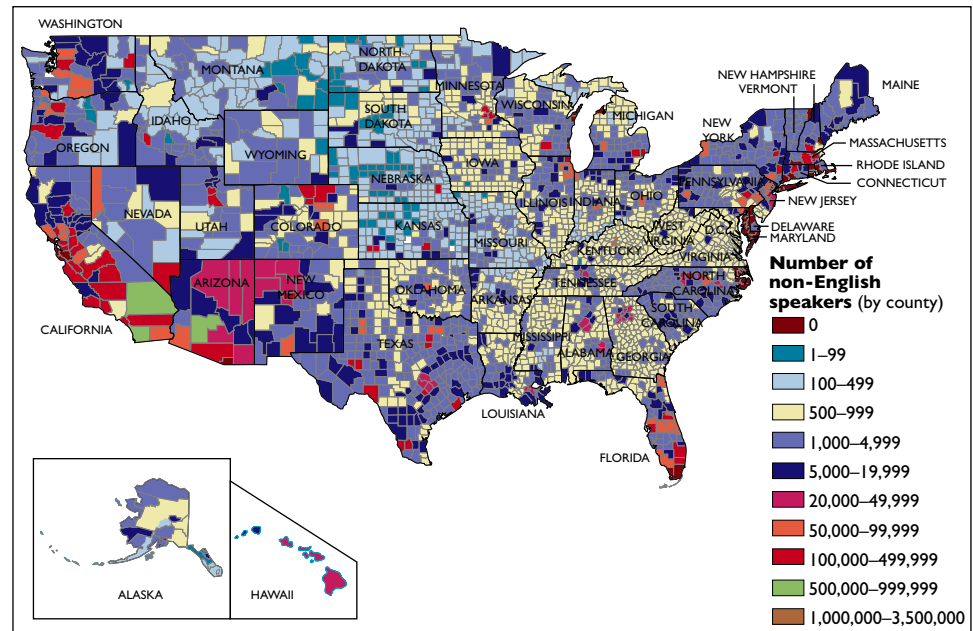 WASHINGTON
MONTANA
NORTH
DAKOTA
MINNESOTA
WISCONSIN
MICHIGAN
NEW HAMPSHIRE
VERMONT
MAINE
OREGON
IDAHO
WYOMING
SOUTH
DAKOTA
IOWA
NEW
YORK
MASSACHUSETTS
RHODE ISLAND
CONNECTICUT
NEW JERSEY
PENNSYLVANIA
NEBRASKA
NEVADA
UTAH
COLORADO
KANSAS
MISSOURI
ILLINOIS
INDIANA
OHIO
WEST
VIRGINIA
D.C.
DELAWARE
MARYLAND
KENTUCKY
VIRGINIA
CALIFORNIA
ARIZONA
NEW
MEXICO
OKLAHOMA
ARKANSAS
TENNESSEE
NORTH
CAROLINA
SOUTH
CAROLINA
TEXAS
MISSISSIPPI
ALABAMA
GEORGIA
LOUISIANA
FLORIDA
ALASKA
HAWAII
Number of
non-English
speakers (by county)
0
1–99
100–499
500–999
1,000–4,999
5,000–19,999
20,000–49,999
50,000–99,999
100,000–499,999
500,000–999,999
1,000,000–3,500,000